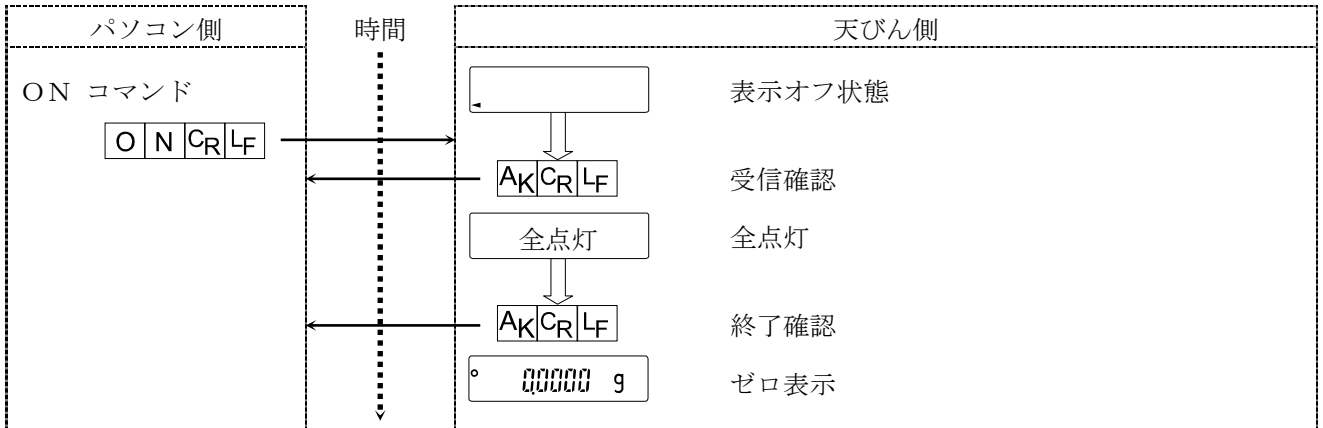 パソコン側 時間 天びん側
ON コマンド 表示オフ状態
O N CR LF
AK CR LF 受信確認
全点灯 全点灯
AK CR LF 終了確認
0.0000 g ゼロ表示